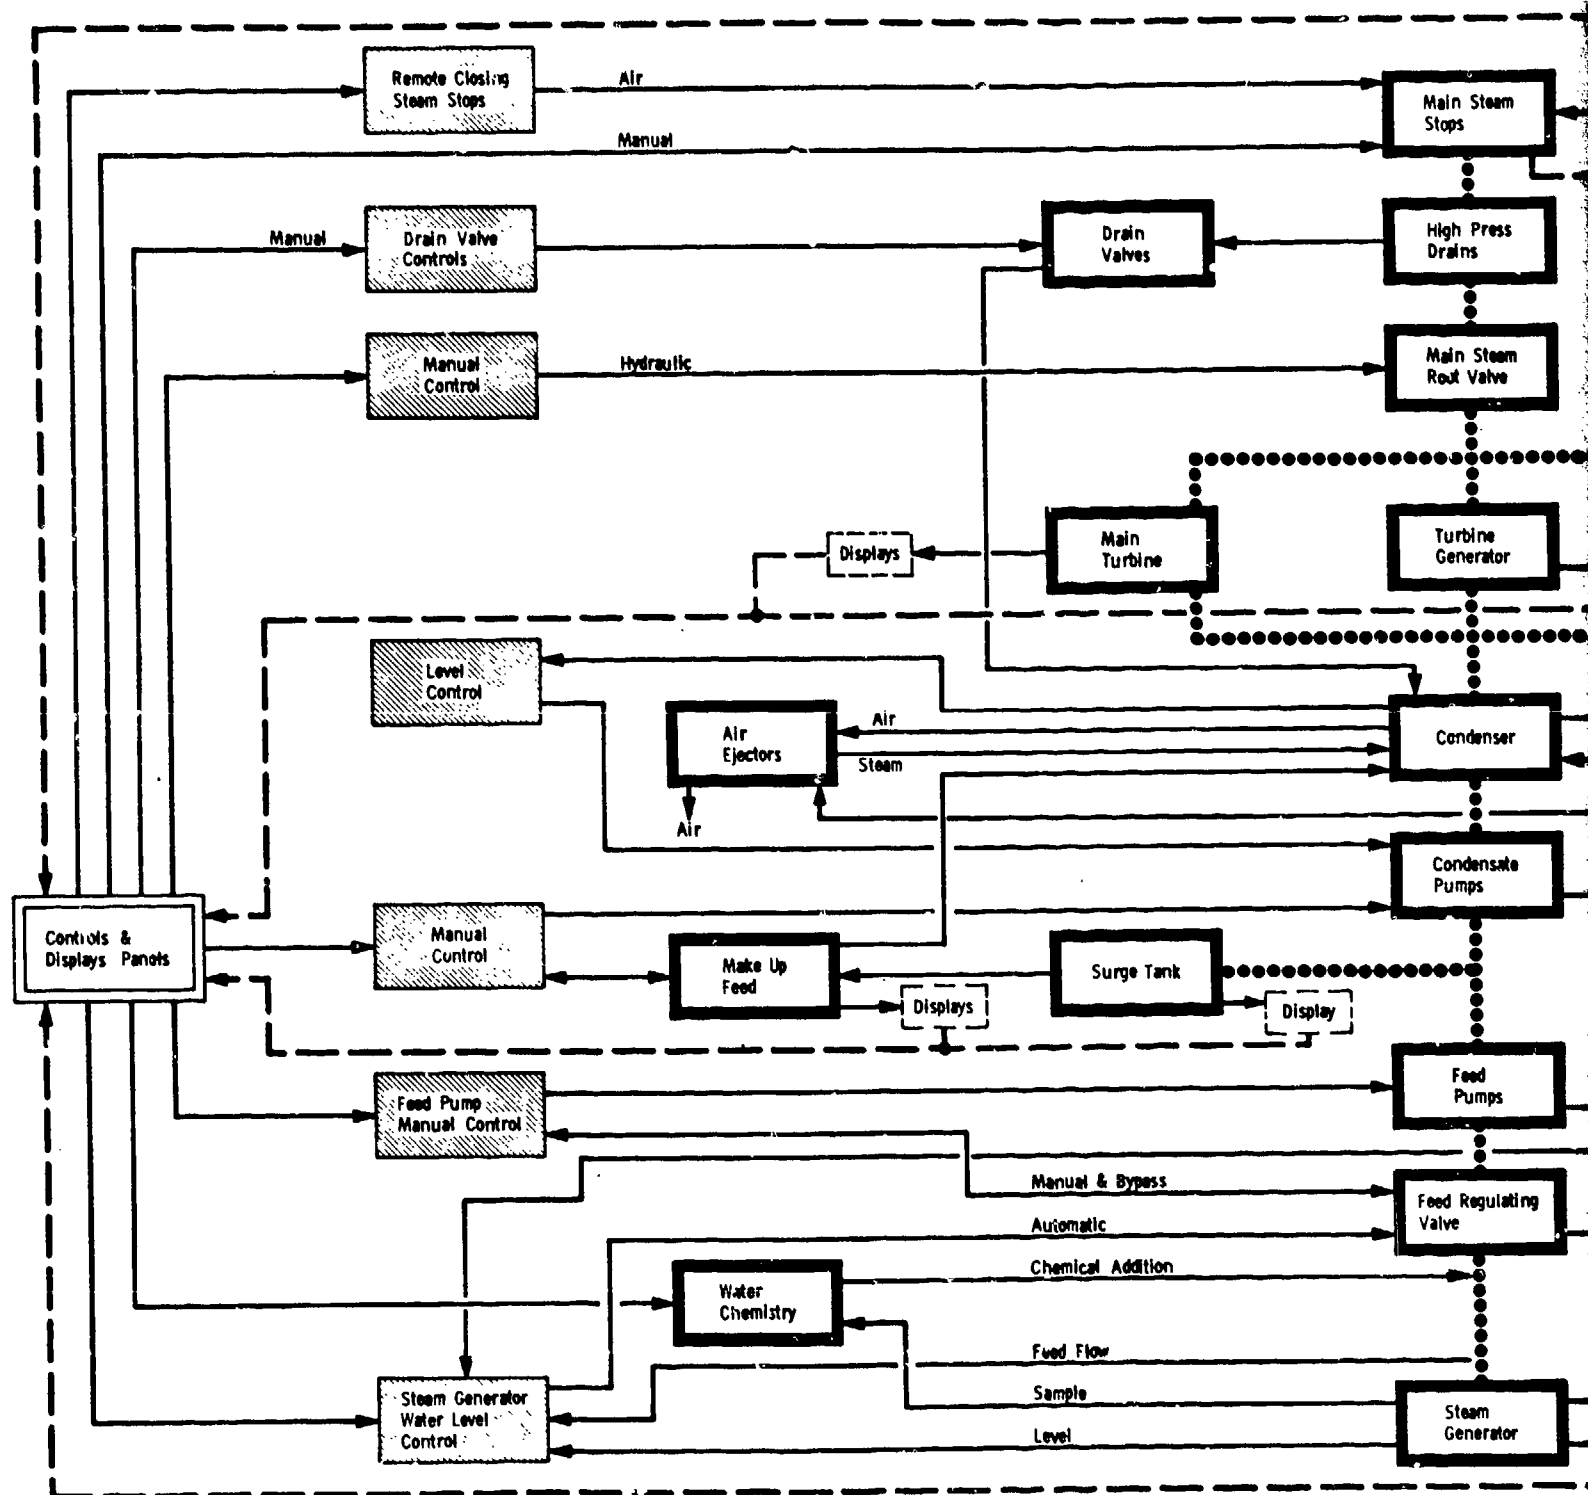 Remote Closing
Steam Stops
Air
Main Steam
Stops
Manual
Manual
Drain Valve
Controls
Drain
Valves
High Press
Drains
Manual
Control
Hydraulic
Main Steam
Root Valve
Displays
Main
Turbine
Turbine
Generator
Level
Control
Air
Ejectors
Air
Steam
Condenser
Air
Condensate
Pumps
Controls &
Displays Panels
Manual
Control
Make Up
Feed
Surge Tank
Displays
Display
Feed Pump
Manual Control
Feed
Pumps
Manual & Bypass
Feed Regulating
Valve
Automatic
Chemical Addition
Water
Chemistry
Feed Flow
Steam Generator
Water Level
Control
Sample
Level
Steam
Generator